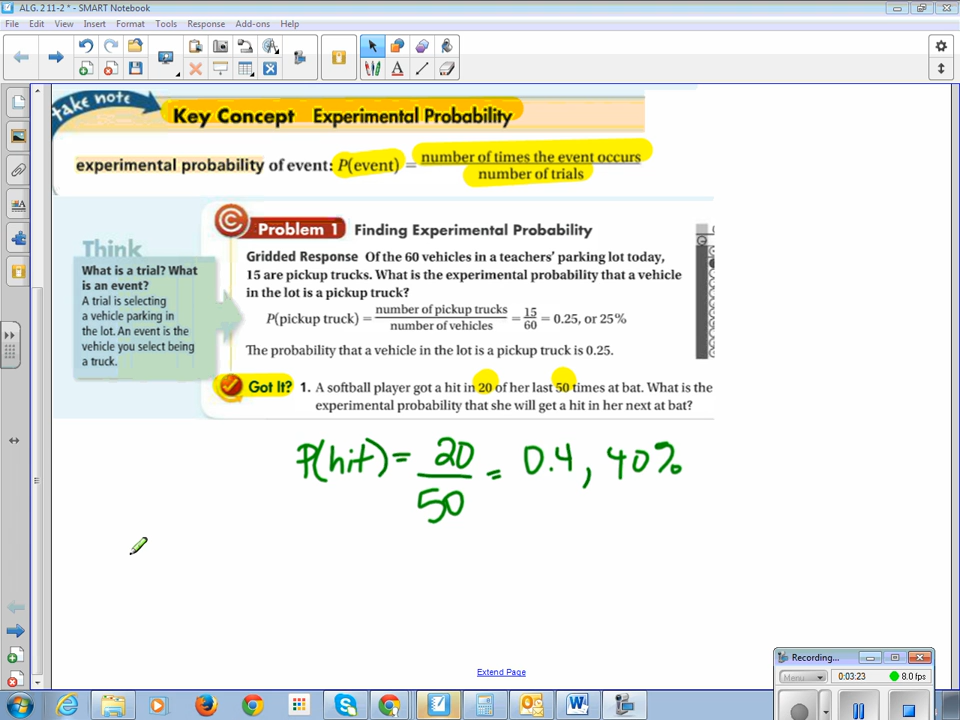 ALG. 2 11-2 * - SMART Notebook
File Edit View Insert Format Tools Response Add-ons Help
take note
Key Concept Experimental Probability
experimental probability of event: P(event) = number of times the event occurs / number of trials
Problem 1 Finding Experimental Probability
Think
What is a trial? What
is an event?
A trial is selecting
a vehicle parking in
the lot. An event is the
vehicle you select being
a truck.
Gridded Response Of the 60 vehicles in a teachers' parking lot today,
15 are pickup trucks. What is the experimental probability that a vehicle
in the lot is a pickup truck?
P(pickup truck) = number of pickup trucks / number of vehicles = 15/60 = 0.25, or 25%
The probability that a vehicle in the lot is a pickup truck is 0.25.
Got It? 1. A softball player got a hit in 20 of her last 50 times at bat. What is the
experimental probability that she will get a hit in her next at bat?
P(hit) = 20/50 = 0.4, 40%
Extend Page
Recording...
Menu 0:03:23 8.0 fps